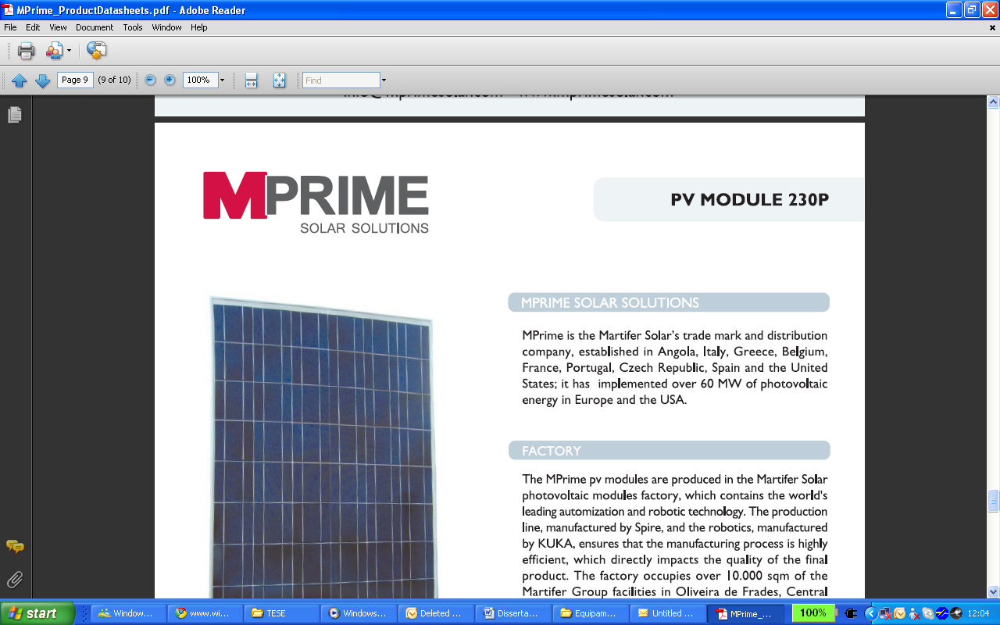 MPrime_ProductDatasheets.pdf - Adobe Reader
File Edit View Document Tools Window Help
Page 9 (9 of 10) 100% Find
PV MODULE 230P
MPRIME
SOLAR SOLUTIONS
MPRIME SOLAR SOLUTIONS
MPrime is the Martifer Solar's trade mark and distribution
company, established in Angola, Italy, Greece, Belgium,
France, Portugal, Czech Republic, Spain and the United
States; it has implemented over 60 MW of photovoltaic
energy in Europe and the USA.
FACTORY
The MPrime pv modules are produced in the Martifer Solar
photovoltaic modules factory, which contains the world's
leading automization and robotic technology. The production
line, manufactured by Spire, and the robotics, manufactured
by KUKA, ensures that the manufacturing process is highly
efficient, which directly impacts the quality of the final
product. The factory occupies over 10.000 sqm of the
Martifer Group facilities in Oliveira de Frades, Central
start Window... www.wi... TESE Windows... Deleted ... Disserta... Equipam... Untitled ... MPrime_... 100% 12:04